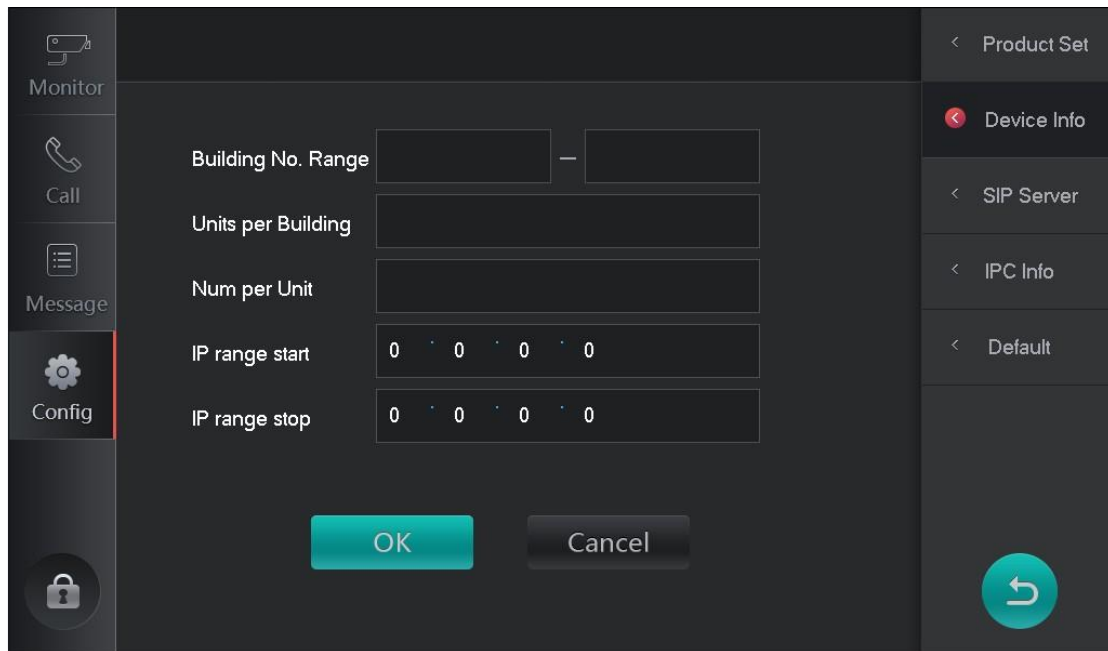 Monitor
Call
Message
Config
Building No. Range –
Units per Building
Num per Unit
IP range start 0 . 0 . 0 . 0
IP range stop 0 . 0 . 0 . 0
OK Cancel
Product Set
Device Info
SIP Server
IPC Info
Default